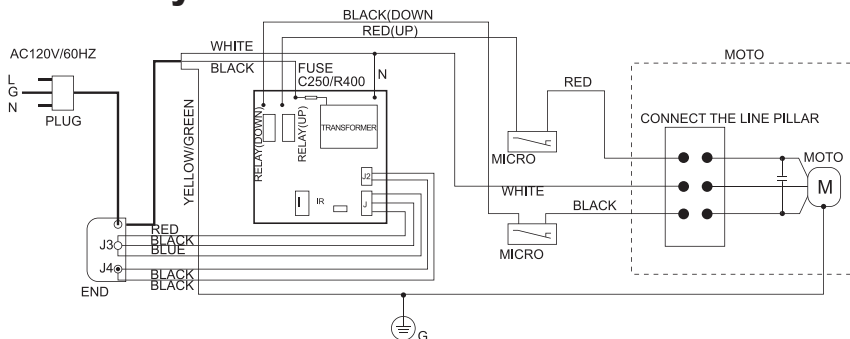 BLACK(DOWN
RED(UP)
AC120V/60HZ
WHITE
MOTO
L
G
N
BLACK
FUSE
C250/R400
N
RED
PLUG
YELLOW/GREEN
RELAY(DOWN)
RELAY(UP)
TRANSFORMER
CONNECT THE LINE PILLAR
MICRO
MOTO
J2
WHITE
M
I
IR
J
BLACK
RED
BLACK
J3
BLUE
MICRO
J4
BLACK
END
BLACK
G